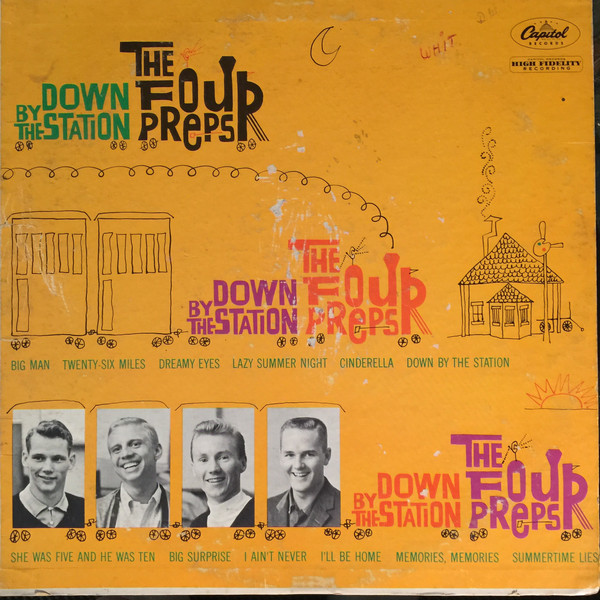 Capitol
RECORDS
HIGH FIDELITY
RECORDING
WHIT
DOWN
BY THE STATION
THE
FOUR
PREPS
DOWN
BY THE STATION
THE
FOUR
PREPS
BIG MAN TWENTY-SIX MILES DREAMY EYES LAZY SUMMER NIGHT CINDERELLA DOWN BY THE STATION
DOWN
BY THE STATION
THE
FOUR
PREPS
SHE WAS FIVE AND HE WAS TEN BIG SURPRISE I AIN'T NEVER I'LL BE HOME MEMORIES, MEMORIES SUMMERTIME LIES